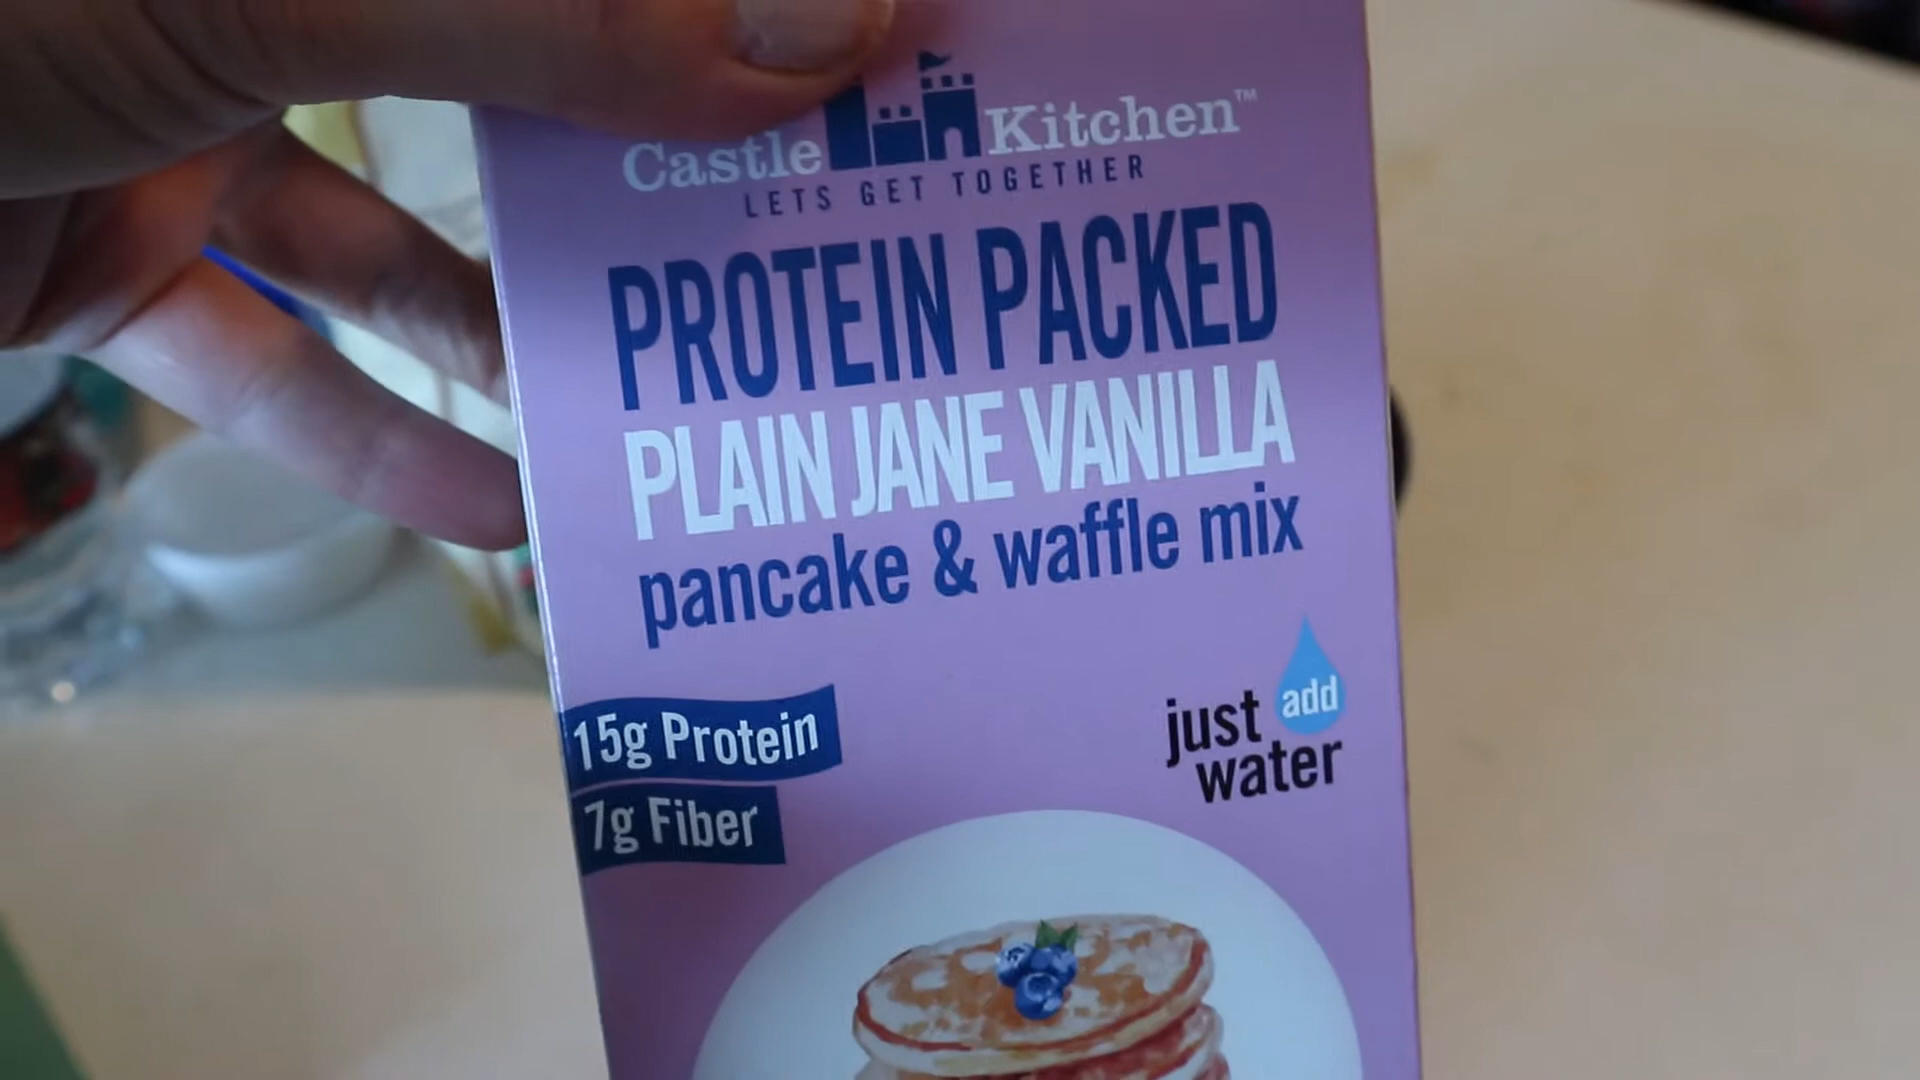 Castle Kitchen™
LETS GET TOGETHER
PROTEIN PACKED
PLAIN JANE VANILLA
pancake & waffle mix
15g Protein
7g Fiber
just add
water